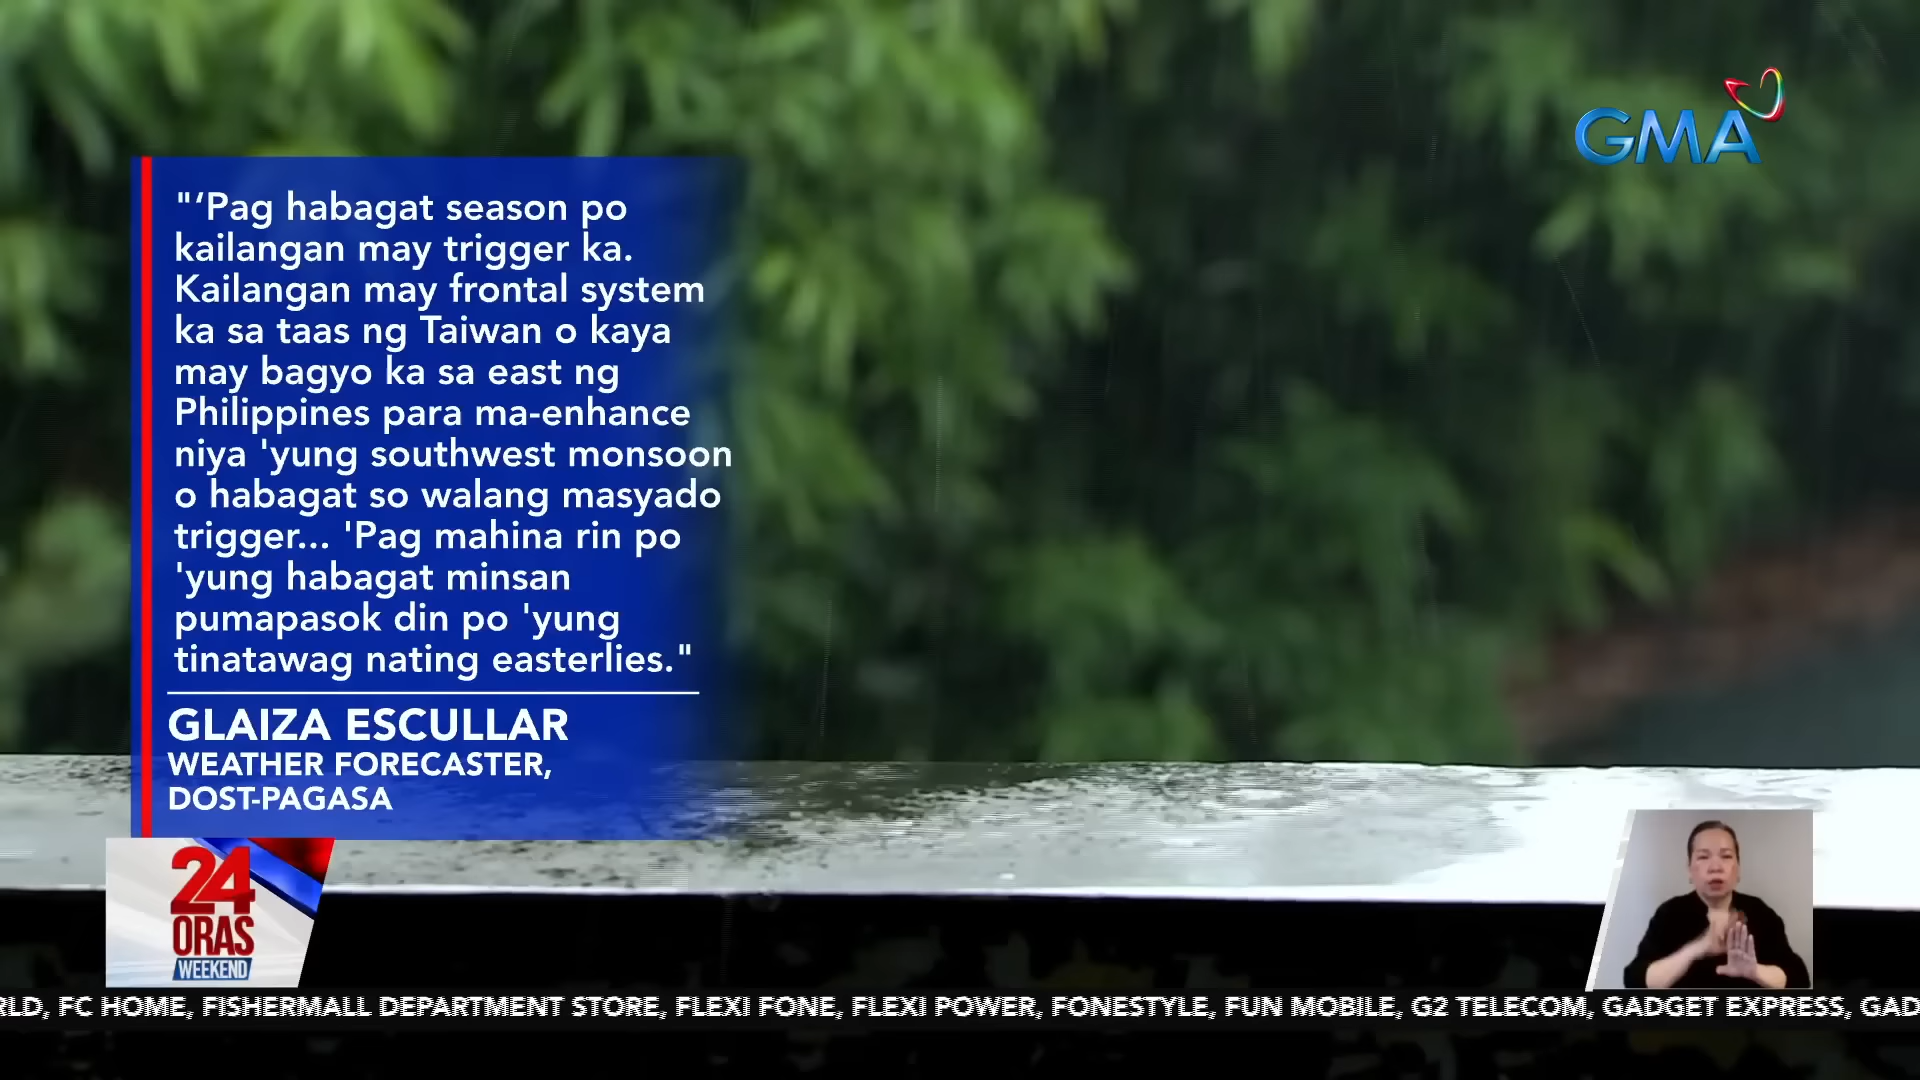 GMA
"‘Pag habagat season po
kailangan may trigger ka.
Kailangan may frontal system
ka sa taas ng Taiwan o kaya
may bagyo ka sa east ng
Philippines para ma-enhance
niya 'yung southwest monsoon
o habagat so walang masyado
trigger... 'Pag mahina rin po
'yung habagat minsan
pumapasok din po 'yung
tinatawag nating easterlies."
GLAIZA ESCULLAR
WEATHER FORECASTER,
DOST-PAGASA
24
ORAS
WEEKEND
RLD, FC HOME, FISHERMALL DEPARTMENT STORE, FLEXI FONE, FLEXI POWER, FONESTYLE, FUN MOBILE, G2 TELECOM, GADGET EXPRESS, GAD